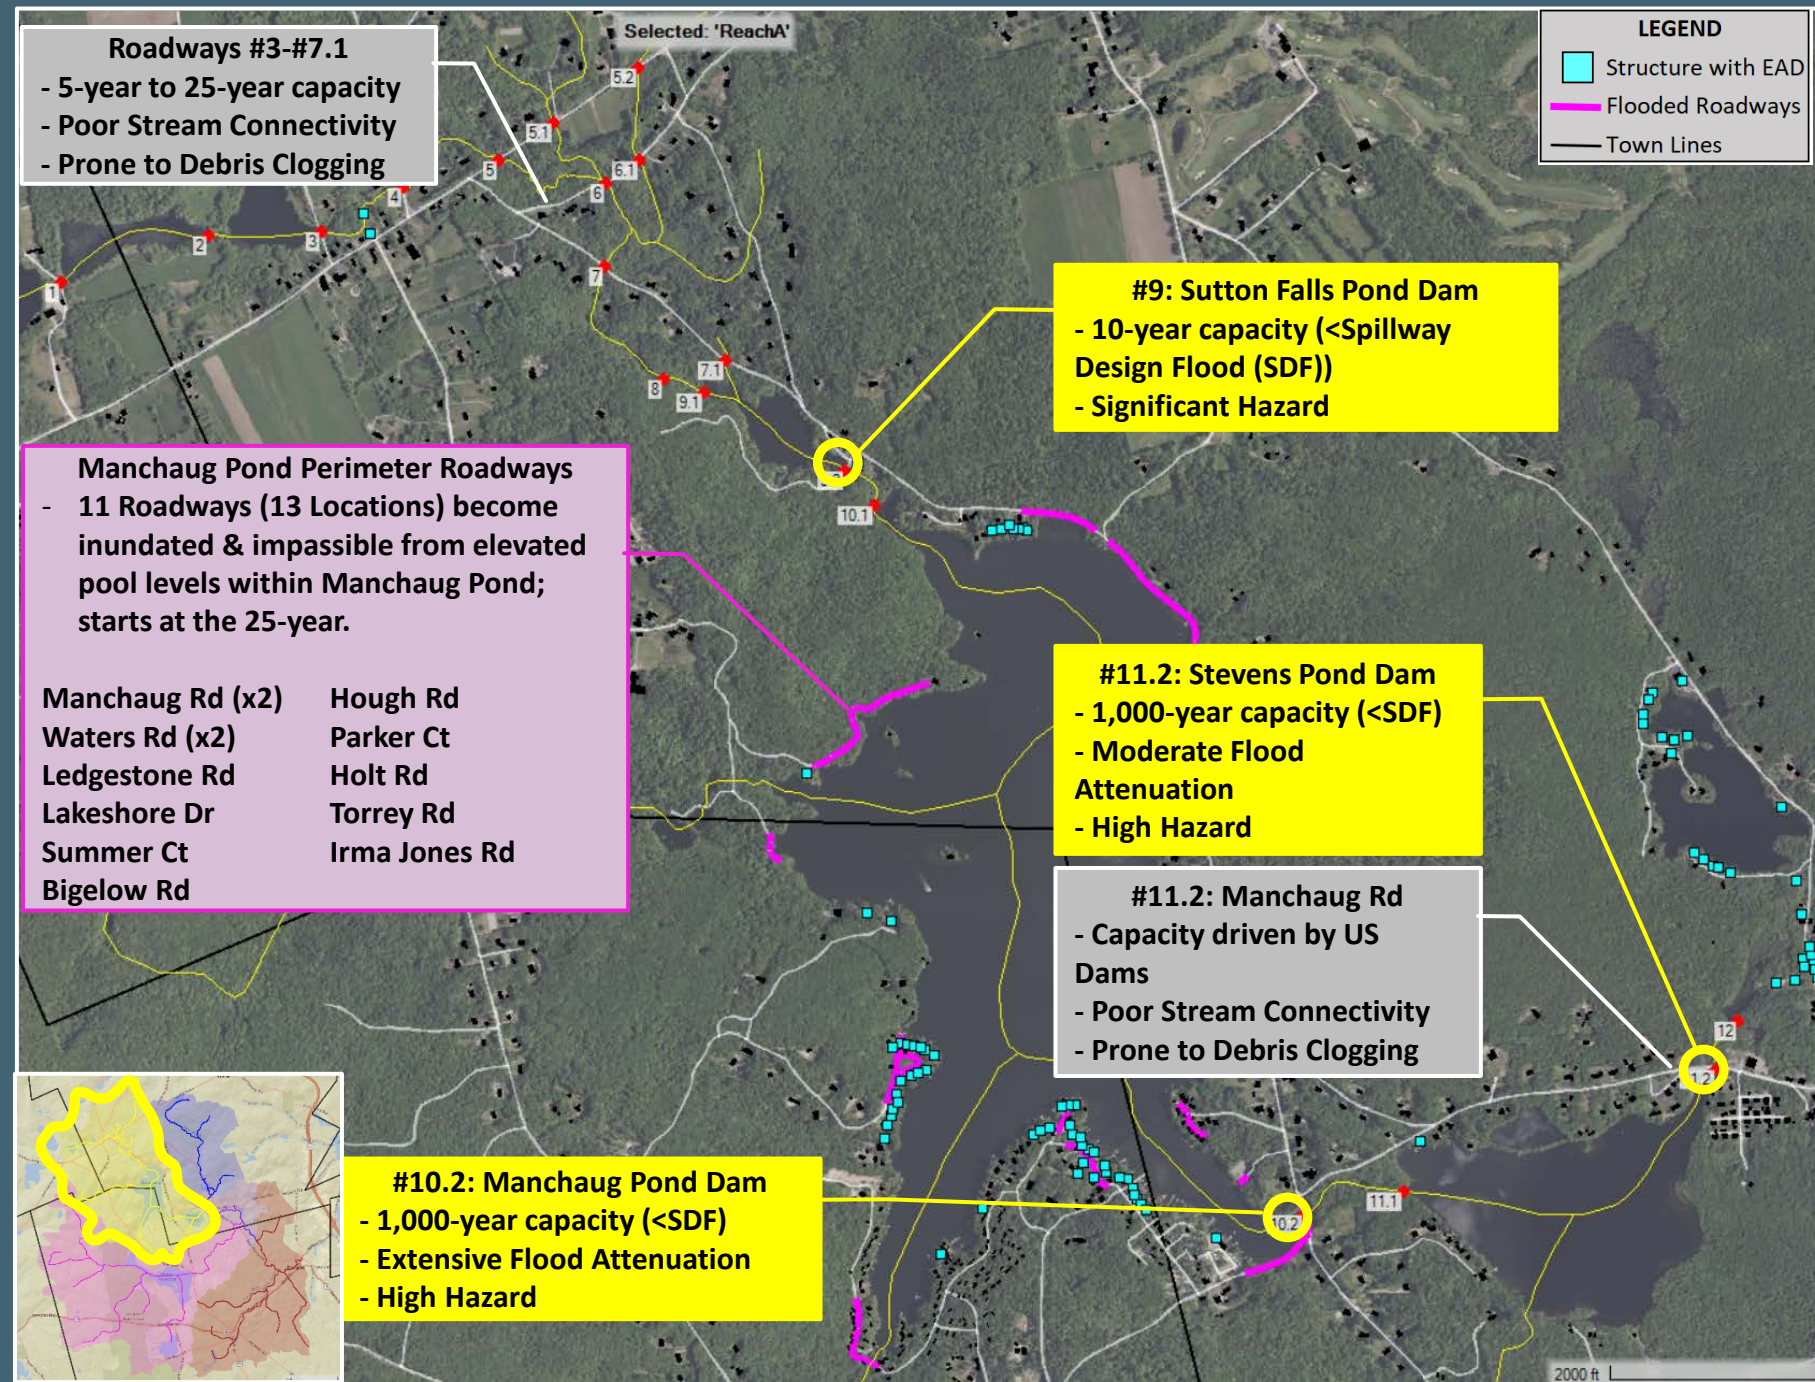 Selected: 'ReachA'
LEGEND
Structure with EAD
Flooded Roadways
Town Lines
Roadways #3-#7.1
- 5-year to 25-year capacity
- Poor Stream Connectivity
- Prone to Debris Clogging
5.2
5.1
5
6.1
6
4
3
2
1
7
7.1
8
9.1
10.1
#9: Sutton Falls Pond Dam
- 10-year capacity (<Spillway
Design Flood (SDF))
- Significant Hazard
Manchaug Pond Perimeter Roadways
- 11 Roadways (13 Locations) become
inundated & impassible from elevated
pool levels within Manchaug Pond;
starts at the 25-year.
Manchaug Rd (x2)
Waters Rd (x2)
Ledgestone Rd
Lakeshore Dr
Summer Ct
Bigelow Rd
Hough Rd
Parker Ct
Holt Rd
Torrey Rd
Irma Jones Rd
#11.2: Stevens Pond Dam
- 1,000-year capacity (<SDF)
- Moderate Flood
Attenuation
- High Hazard
#11.2: Manchaug Rd
- Capacity driven by US
Dams
- Poor Stream Connectivity
- Prone to Debris Clogging
12
1.2
11.1
10.2
#10.2: Manchaug Pond Dam
- 1,000-year capacity (<SDF)
- Extensive Flood Attenuation
- High Hazard
2000 ft